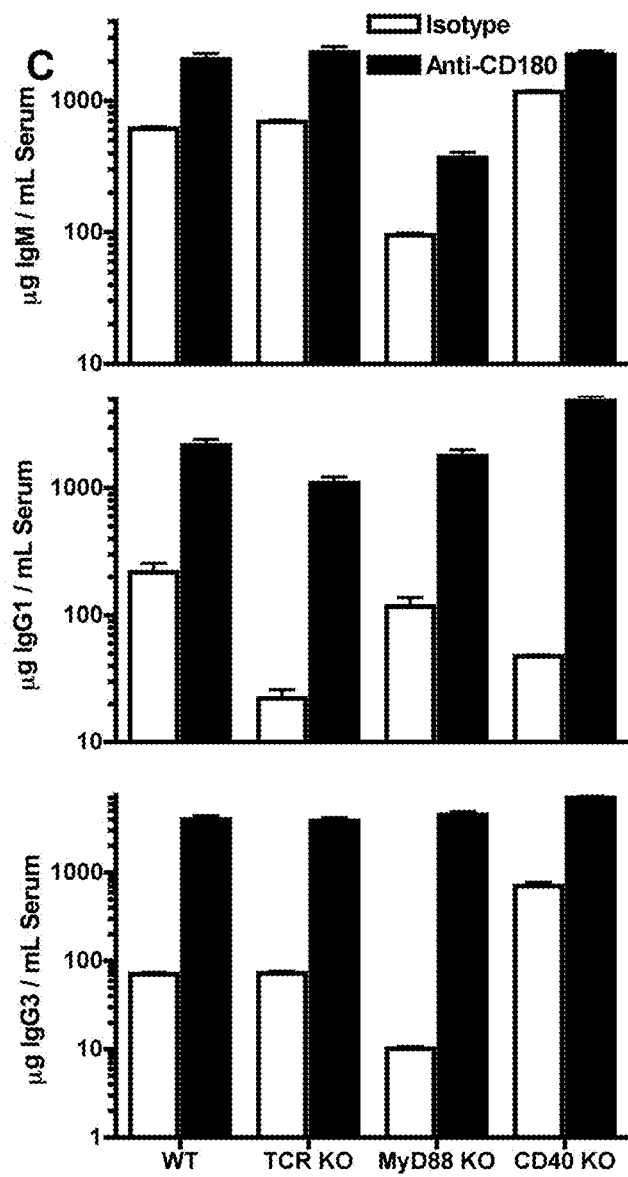 C
Isotype
Anti-CD180
µg IgM / mL Serum
1000
100
10
µg IgG1 / mL Serum
1000
100
10
µg IgG3 / mL Serum
1000
100
10
1
WT TCR KO MyD88 KO CD40 KO